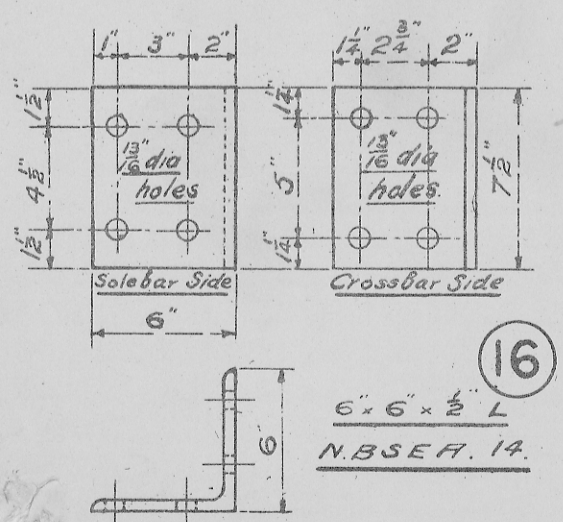 1" 3" 2"
1½"
4½"
1½"
13/16" dia
holes
Solebar Side
6"
1¼" 2¾" 2"
1¼"
5"
1¼"
13/16" dia
holes
7½"
Crossbar Side
16
6
6" x 6" x ½" L
N.B.S.E.A. 14.